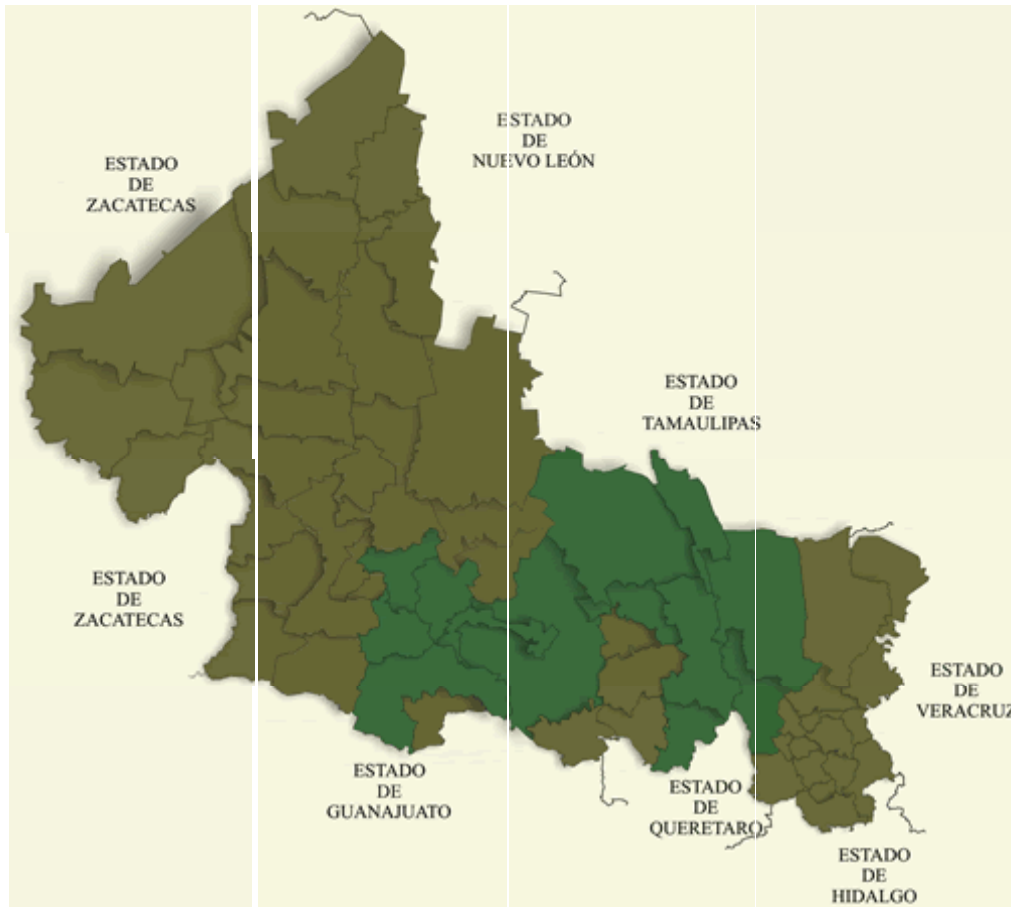 ESTADO
DE
NUEVO LEÓN
ESTADO
DE
ZACATECAS
ESTADO
DE
TAMAULIPAS
ESTADO
DE
ZACATECAS
ESTADO
DE
VERACRUZ
ESTADO
DE
GUANAJUATO
ESTADO
DE
QUERETARO
ESTADO
DE
HIDALGO